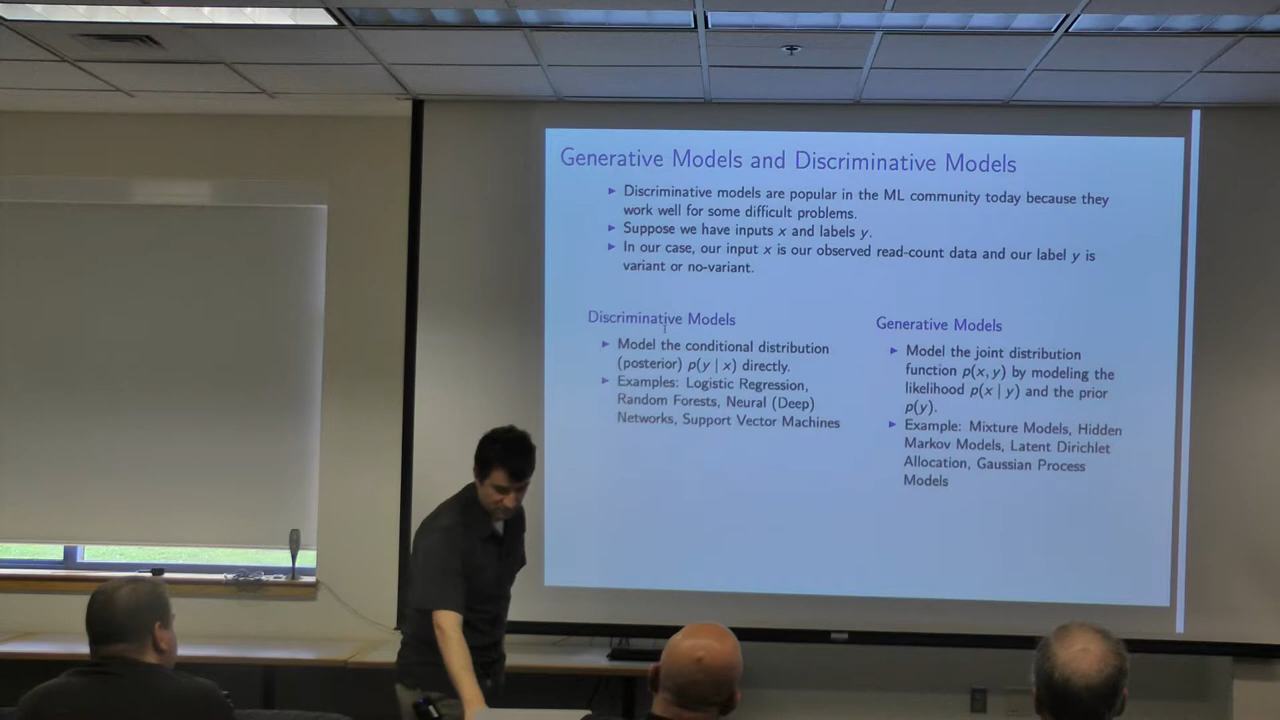 Generative Models and Discriminative Models
▶ Discriminative models are popular in the ML community today because they
work well for some difficult problems.
▶ Suppose we have inputs x and labels y.
▶ In our case, our input x is our observed read-count data and our label y is
variant or no-variant.
Discriminative Models
▶ Model the conditional distribution
(posterior) p(y | x) directly.
▶ Examples: Logistic Regression,
Random Forests, Neural (Deep)
Networks, Support Vector Machines
Generative Models
▶ Model the joint distribution
function p(x, y) by modeling the
likelihood p(x | y) and the prior
p(y).
▶ Example: Mixture Models, Hidden
Markov Models, Latent Dirichlet
Allocation, Gaussian Process
Models